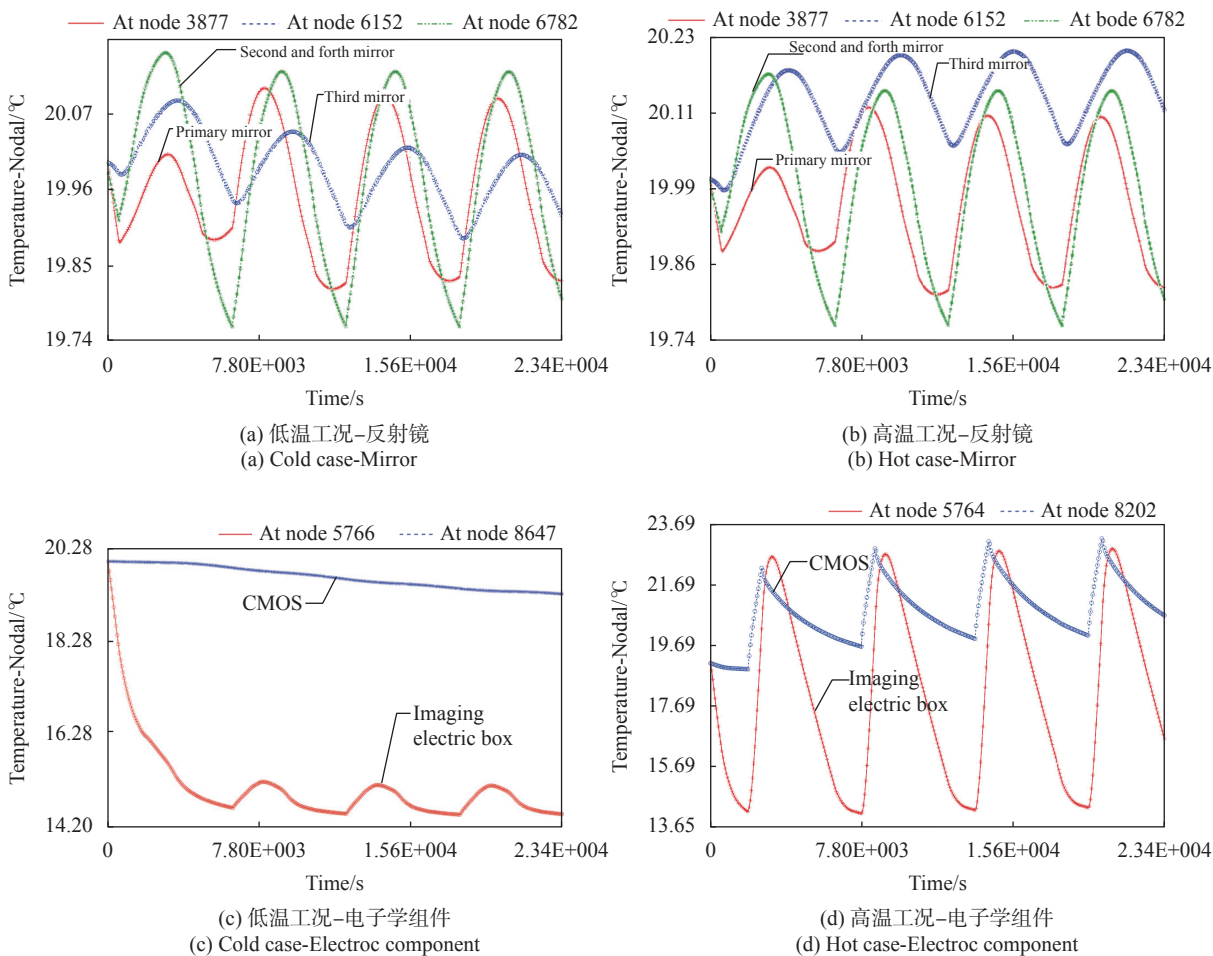 At node 3877 At node 6152 At node 6782
Temperature-Nodal/℃
20.07
19.96
19.85
19.74
Second and forth mirror
Third mirror
Primary mirror
0 7.80E+003 1.56E+004 2.34E+004
Time/s
(a) 低温工况–反射镜
(a) Cold case-Mirror
At node 3877 At node 6152 At bode 6782
Temperature-Nodal/℃
20.23
20.11
19.99
19.86
19.74
Second and forth mirror
Third mirror
Primary mirror
0 7.80E+003 1.56E+004 2.34E+004
Time/s
(b) 高温工况–反射镜
(b) Hot case-Mirror
At node 5766 At node 8647
Temperature-Nodal/℃
20.28
18.28
16.28
14.20
CMOS
Imaging
electric box
0 7.80E+003 1.56E+004 2.34E+004
Time/s
(c) 低温工况–电子学组件
(c) Cold case-Electroc component
At node 5764 At node 8202
Temperature-Nodal/℃
23.69
21.69
19.69
17.69
15.69
13.65
CMOS
Imaging
electric box
0 7.80E+003 1.56E+004 2.34E+004
Time/s
(d) 高温工况–电子学组件
(d) Hot case-Electroc component